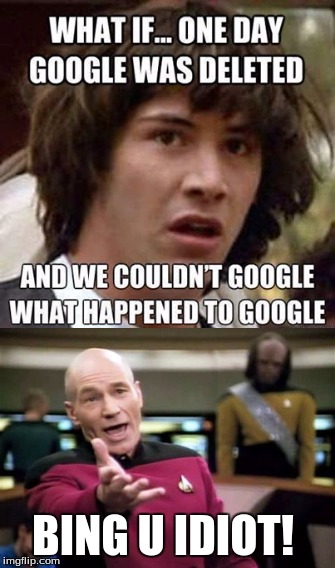 WHAT IF... ONE DAY
GOOGLE WAS DELETED
AND WE COULDN'T GOOGLE
WHAT HAPPENED TO GOOGLE
BING U IDIOT!
imgflip.com